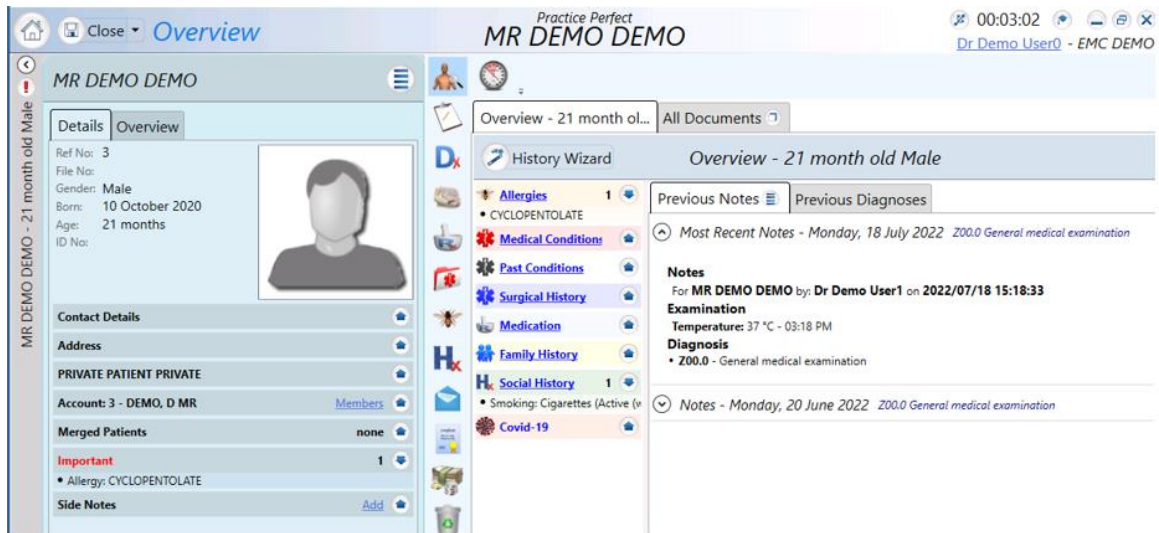 Practice Perfect
Close Overview MR DEMO DEMO 00:03:02
Dr Demo User0 - EMC DEMO
MR DEMO DEMO - 21 month old Male
MR DEMO DEMO
Details Overview
Ref No: 3
File No:
Gender: Male
Born: 10 October 2020
Age: 21 months
ID No:
Contact Details
Address
PRIVATE PATIENT PRIVATE
Account: 3 - DEMO, D MR Members
Merged Patients none
Important 1
• Allergy: CYCLOPENTOLATE
Side Notes Add
Dx
Hx
Overview - 21 month ol... All Documents
History Wizard Overview - 21 month old Male
Allergies 1
• CYCLOPENTOLATE
Medical Conditions
Past Conditions
Surgical History
Medication
Family History
Hx Social History 1
• Smoking: Cigarettes (Active (w
Covid-19
Previous Notes Previous Diagnoses
Most Recent Notes - Monday, 18 July 2022 Z00.0 General medical examination
Notes
For MR DEMO DEMO by: Dr Demo User1 on 2022/07/18 15:18:33
Examination
Temperature: 37 °C - 03:18 PM
Diagnosis
• Z00.0 - General medical examination
Notes - Monday, 20 June 2022 Z00.0 General medical examination